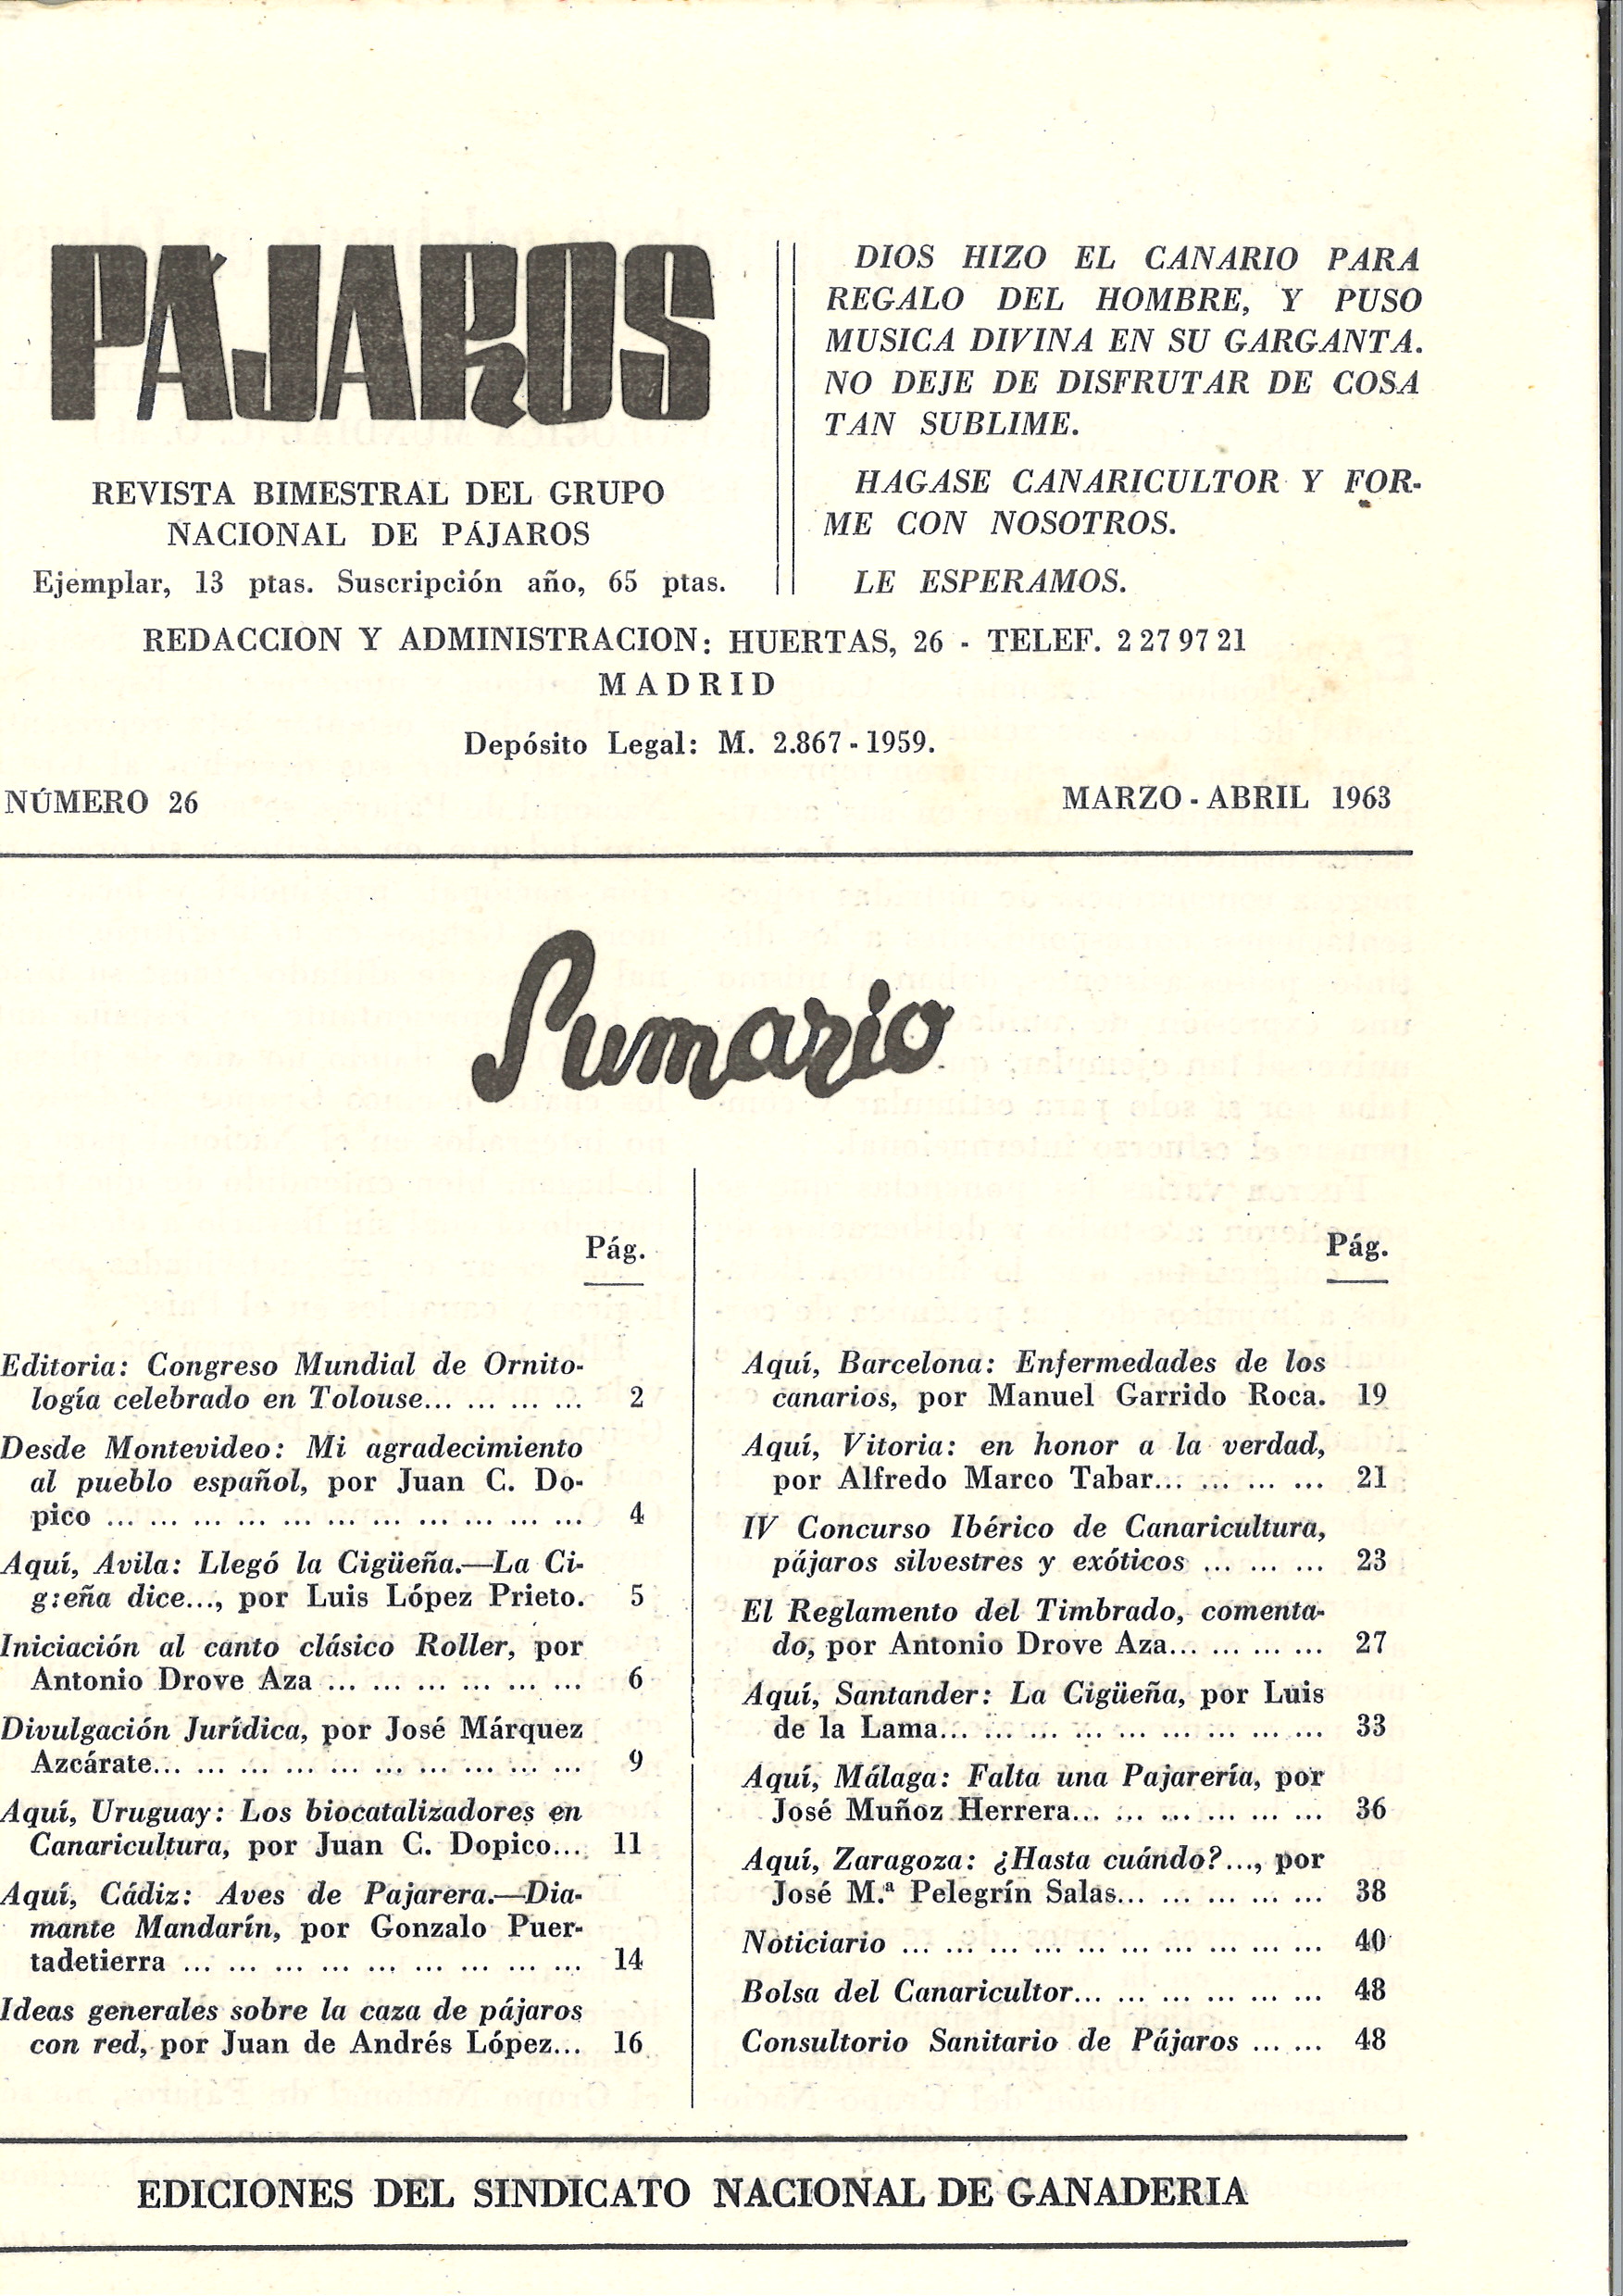 PÁJAROS
REVISTA BIMESTRAL DEL GRUPO
NACIONAL DE PÁJAROS
Ejemplar, 13 ptas. Suscripción año, 65 ptas.
DIOS HIZO EL CANARIO PARA
REGALO DEL HOMBRE, Y PUSO
MUSICA DIVINA EN SU GARGANTA.
NO DEJE DE DISFRUTAR DE COSA
TAN SUBLIME.
HAGASE CANARICULTOR Y FOR-
ME CON NOSOTROS.
LE ESPERAMOS.
REDACCION Y ADMINISTRACION: HUERTAS, 26 - TELEF. 2 27 97 21
MADRID
Depósito Legal: M. 2.867 - 1959.
NÚMERO 26
MARZO - ABRIL 1963
Sumario
Pág.
Editoria: Congreso Mundial de Ornito-
logía celebrado en Tolouse... ... ... ... 2
Desde Montevideo: Mi agradecimiento
al pueblo español, por Juan C. Do-
pico ... ... ... ... ... ... ... ... ... ... ... 4
Aquí, Avila: Llegó la Cigüeña.—La Ci-
g:eña dice..., por Luis López Prieto. 5
Iniciación al canto clásico Roller, por
Antonio Drove Aza ... ... ... ... ... ... 6
Divulgación Jurídica, por José Márquez
Azcárate... ... ... ... ... ... ... ... ... ... 9
Aquí, Uruguay: Los biocatalizadores en
Canaricultura, por Juan C. Dopico... 11
Aquí, Cádiz: Aves de Pajarera.—Dia-
mante Mandarín, por Gonzalo Puer-
tadetierra ... ... ... ... ... ... ... ... ... 14
Ideas generales sobre la caza de pájaros
con red, por Juan de Andrés López... 16
Pág.
Aquí, Barcelona: Enfermedades de los
canarios, por Manuel Garrido Roca. 19
Aquí, Vitoria: en honor a la verdad,
por Alfredo Marco Tabar... ... ... ... 21
IV Concurso Ibérico de Canaricultura,
pájaros silvestres y exóticos ... ... ... 23
El Reglamento del Timbrado, comenta-
do, por Antonio Drove Aza... ... ... ... 27
Aquí, Santander: La Cigüeña, por Luis
de la Lama... ... ... ... ... ... ... ... ... 33
Aquí, Málaga: Falta una Pajarería, por
José Muñoz Herrera... ... ... ... ... ... 36
Aquí, Zaragoza: ¿Hasta cuándo?..., por
José M.ª Pelegrín Salas... ... ... ... ... 38
Noticiario ... ... ... ... ... ... ... ... ... ... 40
Bolsa del Canaricultor... ... ... ... ... ... 48
Consultorio Sanitario de Pájaros ... ... 48
EDICIONES DEL SINDICATO NACIONAL DE GANADERIA